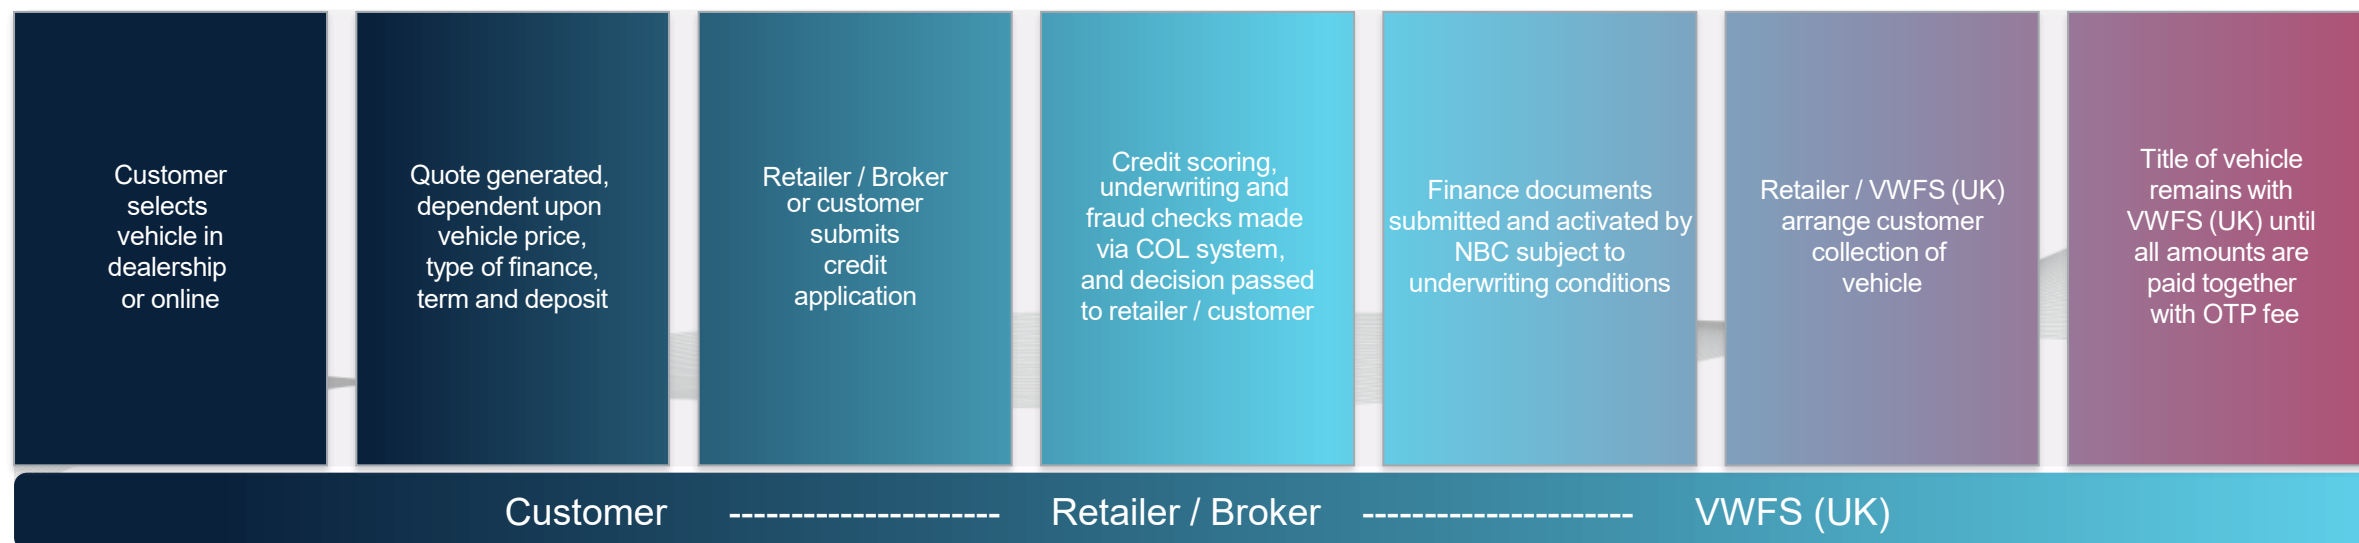 Customer
selects
vehicle in
dealership
or online
Quote generated,
dependent upon
vehicle price,
type of finance,
term and deposit
Retailer / Broker
or customer
submits
credit
application
Credit scoring,
underwriting and
fraud checks made
via COL system,
and decision passed
to retailer / customer
Finance documents
submitted and activated by
NBC subject to
underwriting conditions
Retailer / VWFS (UK)
arrange customer
collection of
vehicle
Title of vehicle
remains with
VWFS (UK) until
all amounts are
paid together
with OTP fee
Customer ---------------------- Retailer / Broker ---------------------- VWFS (UK)